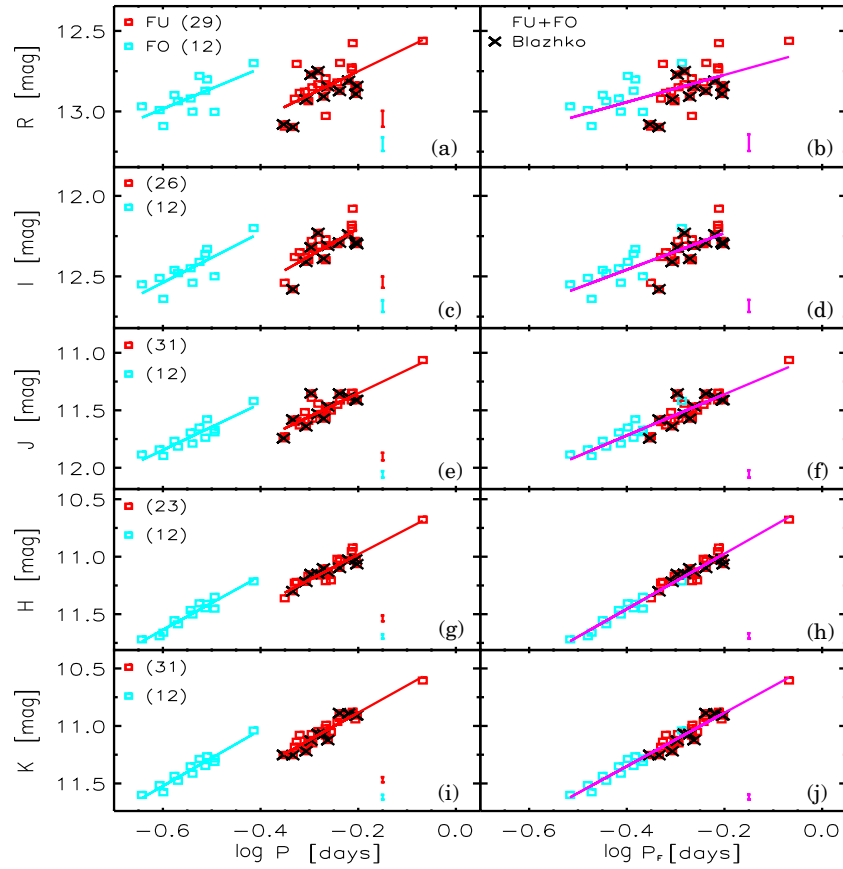 FU (29)
FO (12)
FU+FO
Blazhko
12.5
13.0
R [mag]
(a)
(b)
(26)
(12)
12.0
12.5
I [mag]
(c)
(d)
(31)
(12)
11.0
11.5
12.0
J [mag]
(e)
(f)
(23)
(12)
10.5
11.0
11.5
H [mag]
(g)
(h)
(31)
(12)
10.5
11.0
11.5
K [mag]
(i)
(j)
−0.6 −0.4 −0.2 −0.6 −0.4 −0.2 0.0
log P [days] log P_F [days]